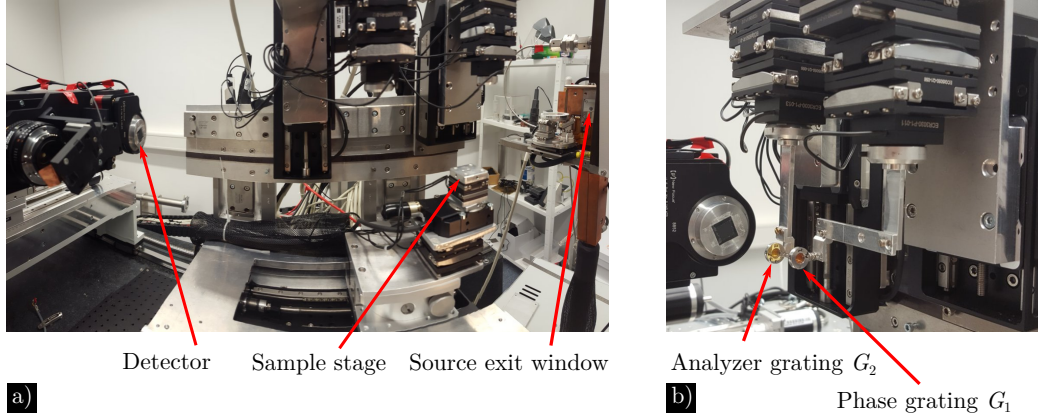 Detector
Sample stage
Source exit window
a)
Analyzer grating G₂
Phase grating G₁
b)